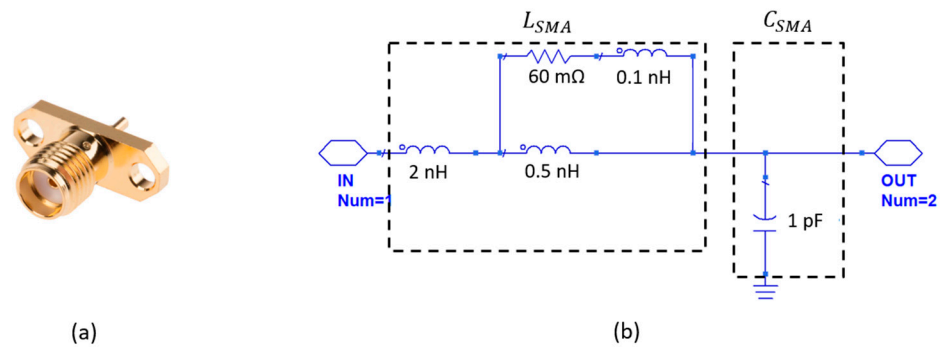 L_SMA
C_SMA
60 mΩ
0.1 nH
2 nH
0.5 nH
IN
Num=1
OUT
Num=2
1 pF
(a)
(b)